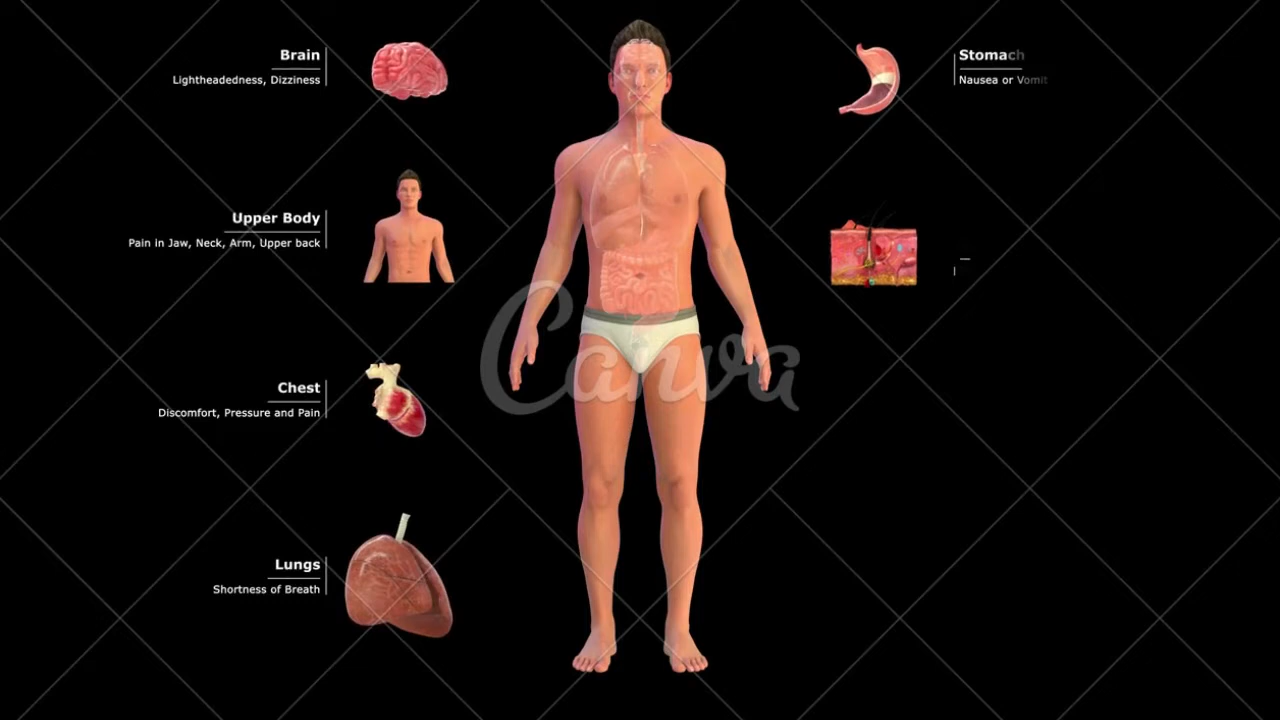 Brain
Lightheadedness, Dizziness
Upper Body
Pain in Jaw, Neck, Arm, Upper back
Chest
Discomfort, Pressure and Pain
Lungs
Shortness of Breath
Stomach
Nausea or Vomit
Canva